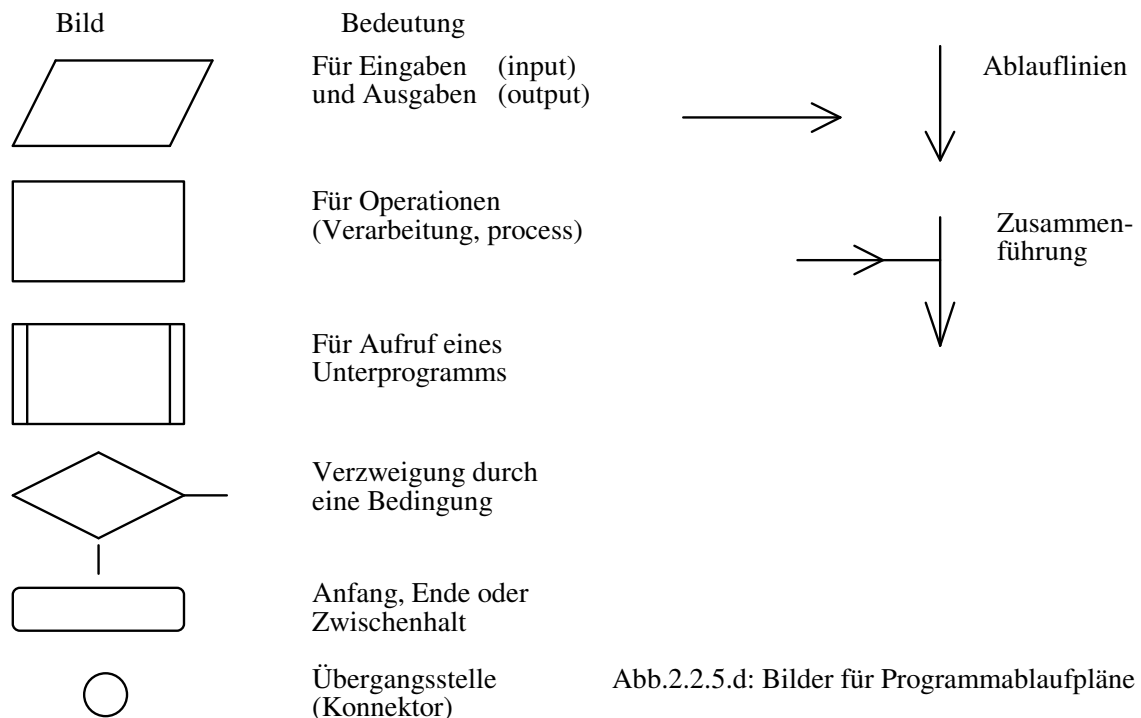 Bild
Bedeutung
Für Eingaben (input)
und Ausgaben (output)
Für Operationen
(Verarbeitung, process)
Für Aufruf eines
Unterprogramms
Verzweigung durch
eine Bedingung
Anfang, Ende oder
Zwischenhalt
Übergangsstelle
(Konnektor)
Ablauflinien
Zusammen-
führung
Abb.2.2.5.d: Bilder für Programmablaufpläne